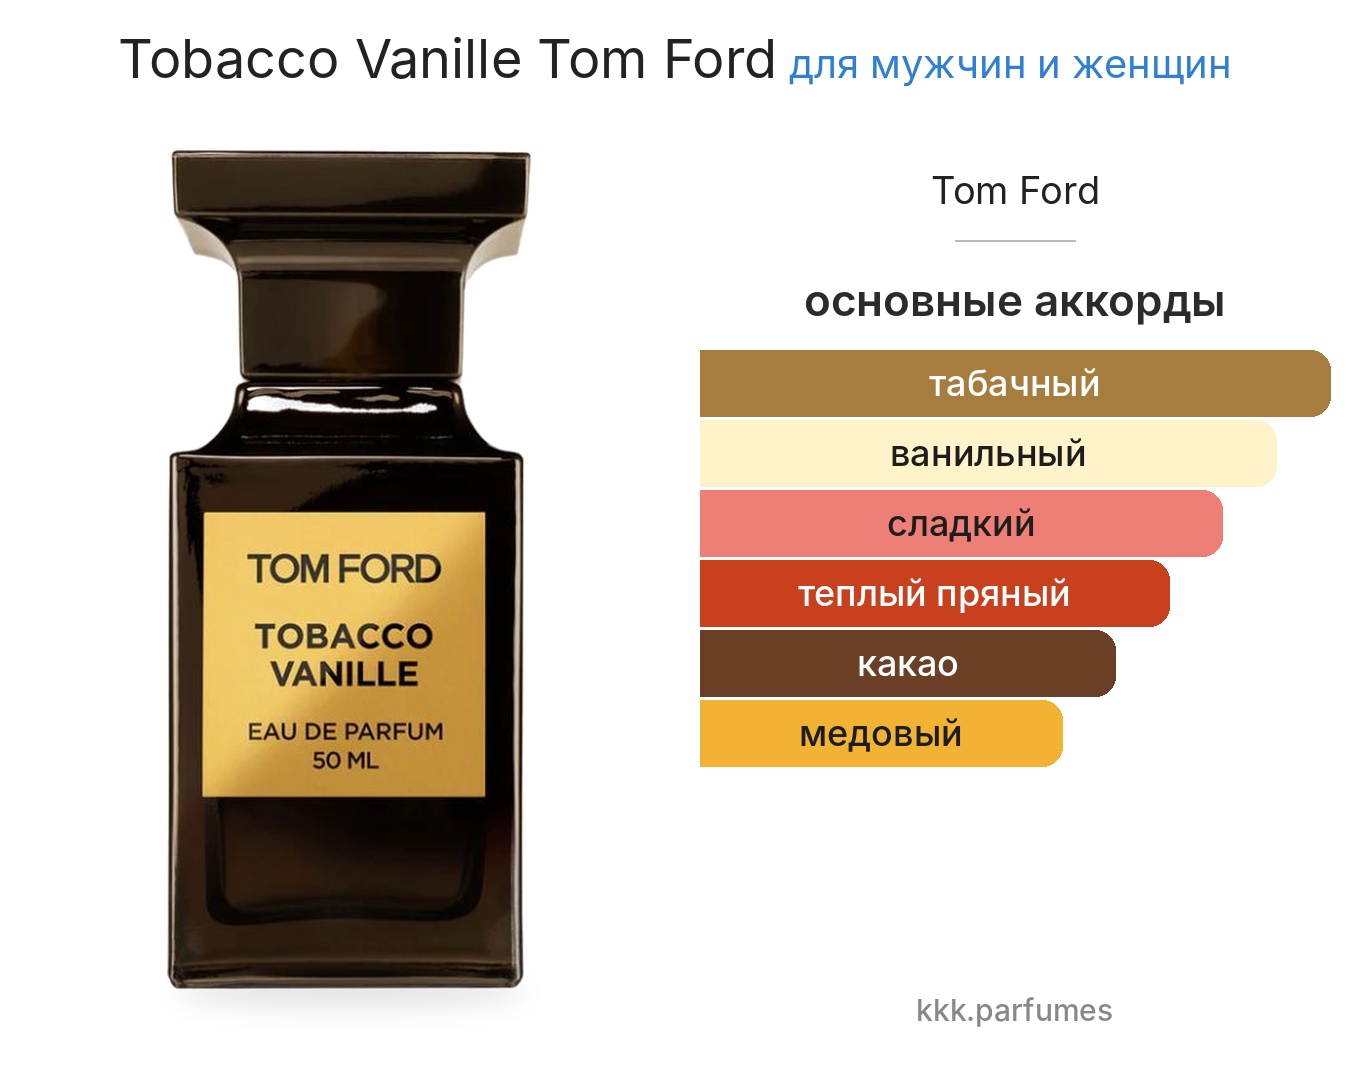 Tobacco Vanille Tom Ford для мужчин и женщин
TOM FORD
TOBACCO
VANILLE
EAU DE PARFUM
50 ML
Tom Ford
основные аккорды
табачный
ванильный
сладкий
теплый пряный
какао
медовый
kkk.parfumes